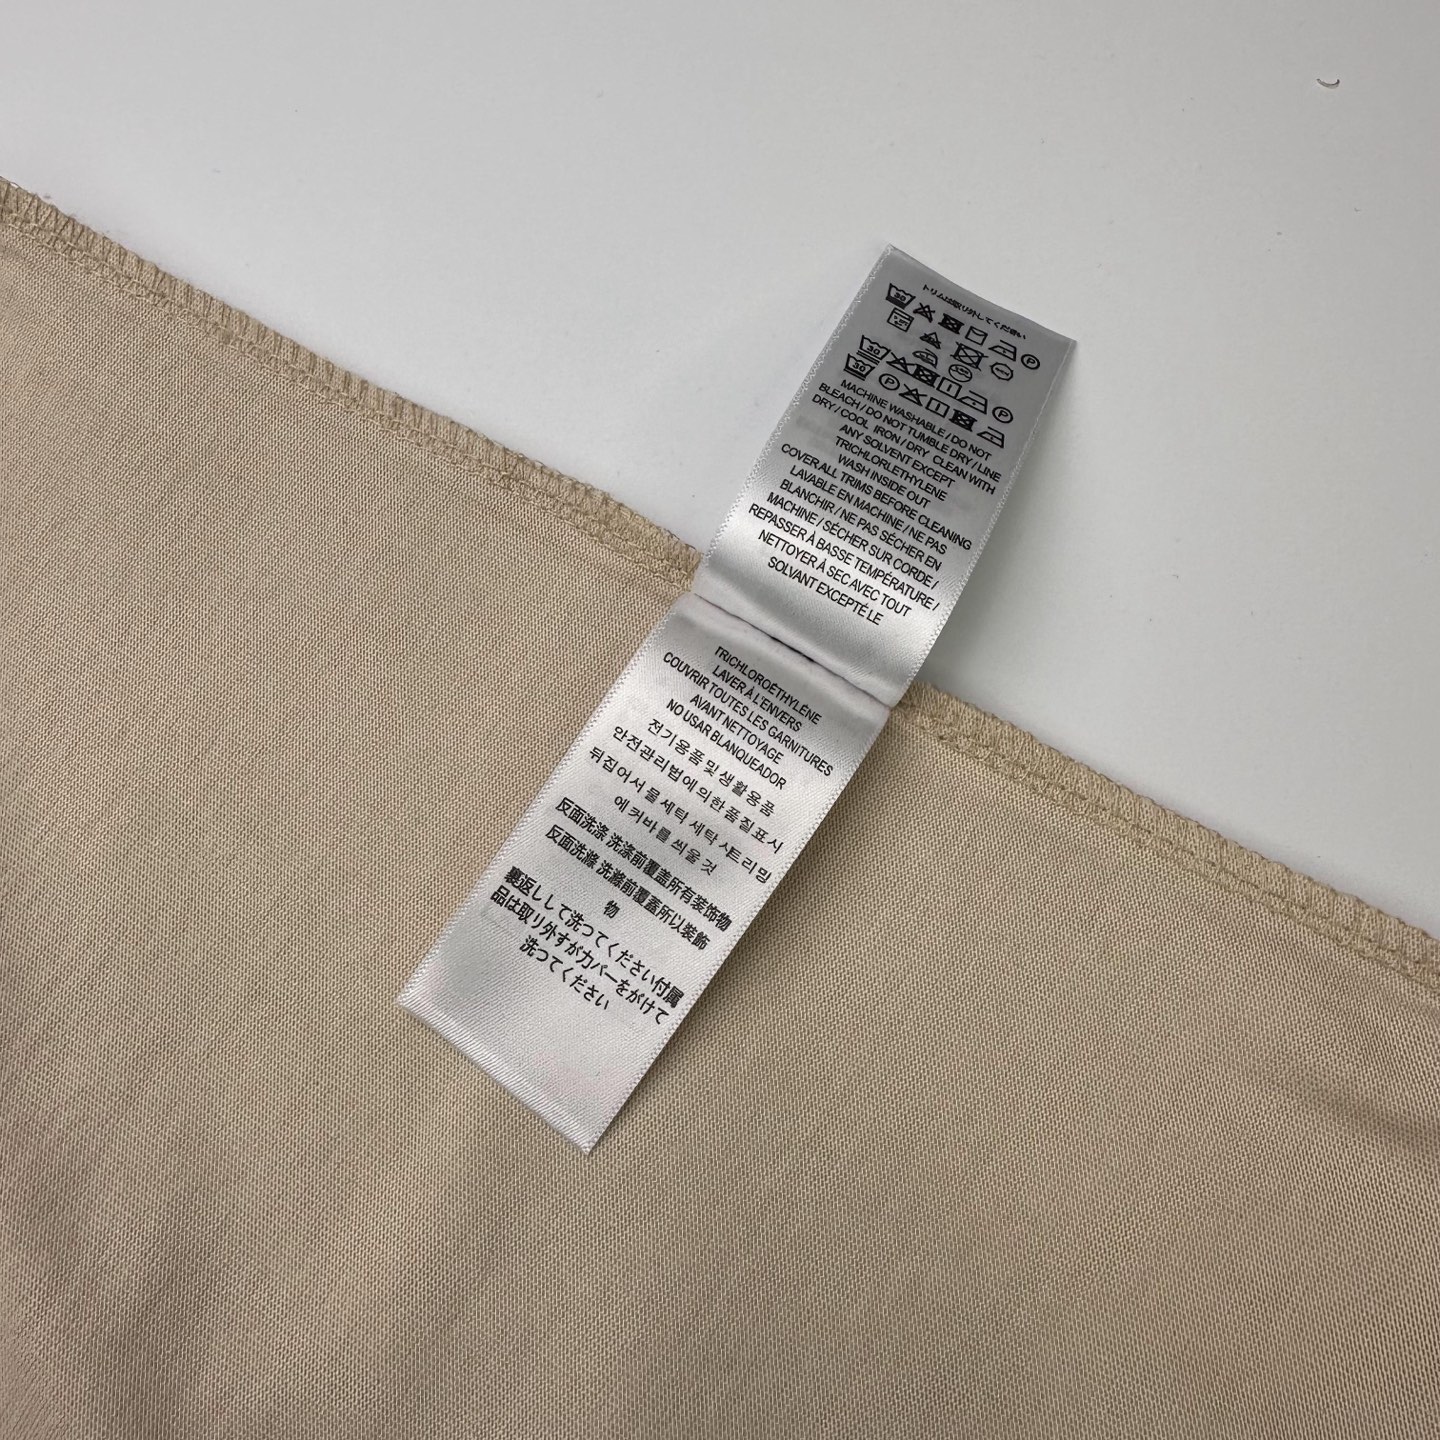 トリムは取り外してください
30 P
30 P
30 P
MACHINE WASHABLE / DO NOT
BLEACH / DO NOT TUMBLE DRY / LINE
DRY / COOL IRON / DRY CLEAN WITH
ANY SOLVENT EXCEPT
TRICHLORLETHYLENE
WASH INSIDE OUT
COVER ALL TRIMS BEFORE CLEANING
LAVABLE EN MACHINE / NE PAS
BLANCHIR / NE PAS SÉCHER EN
MACHINE / SÉCHER SUR CORDE /
REPASSER À BASSE TEMPÉRATURE /
NETTOYER À SEC AVEC TOUT
SOLVANT EXCEPTÉ LE
TRICHLOROÉTHYLÈNE
LAVER À L'ENVERS
COUVRIR TOUTES LES GARNITURES
AVANT NETTOYAGE
NO USAR BLANQUEADOR
전기용품 및 생활용품
안전관리법에 의한 품질표시
뒤집어서 물세탁 세탁 시트리밍
에 커바를 씌울 것
反面洗涤 洗涤前覆盖所有装饰物
反面洗滌 洗滌前覆蓋所以裝飾
物
裏返しして洗ってください付属
品は取り外すが力バーをがけて
洗ってください